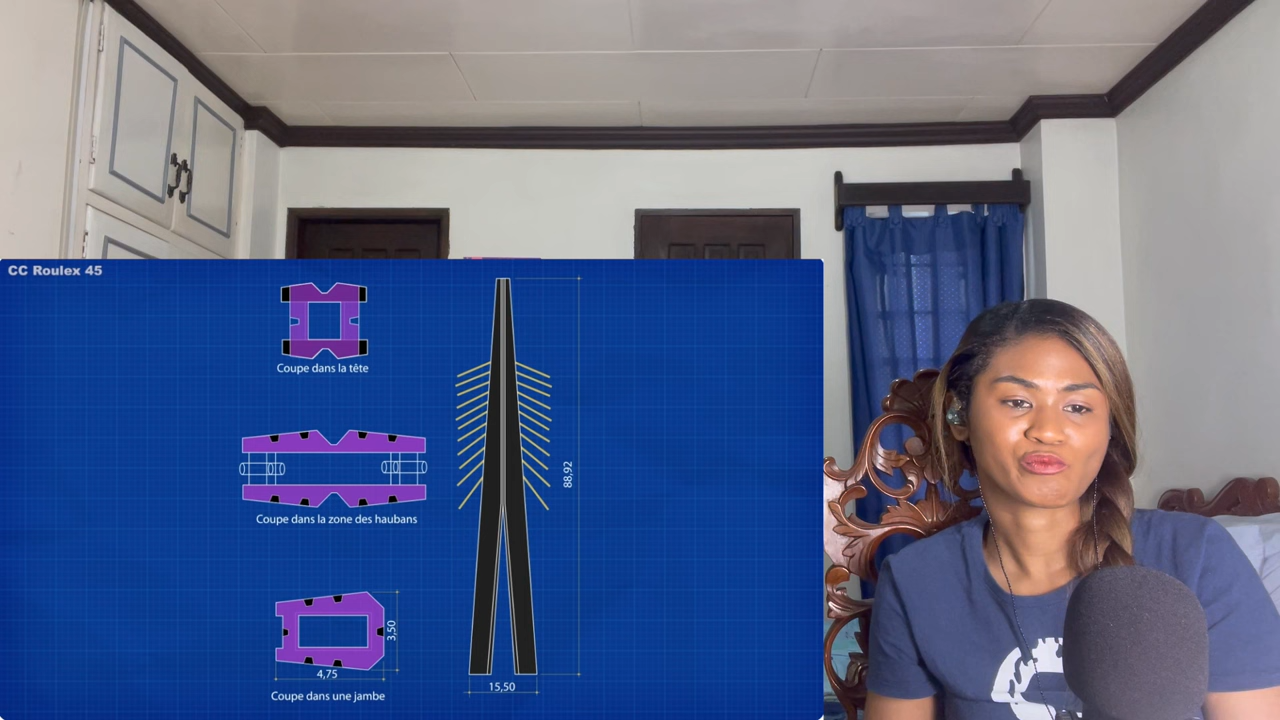 CC Roulex 45
Coupe dans la tête
Coupe dans la zone des haubans
88,92
3,50
4,75
15,50
Coupe dans une jambe